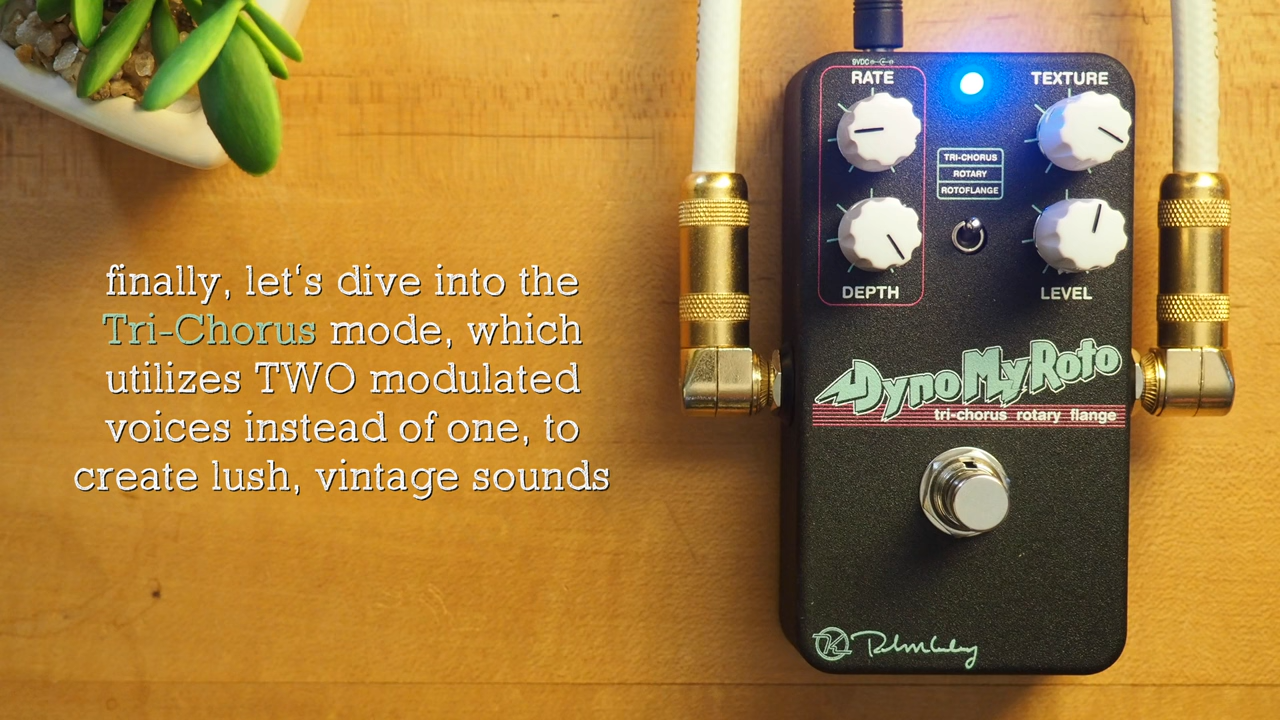 finally, let's dive into the
Tri-Chorus mode, which
utilizes TWO modulated
voices instead of one, to
create lush, vintage sounds
9VDC
RATE
TEXTURE
TRI-CHORUS
ROTARY
ROTOFLANGE
DEPTH
LEVEL
DynoMyRoto
tri-chorus rotary flange